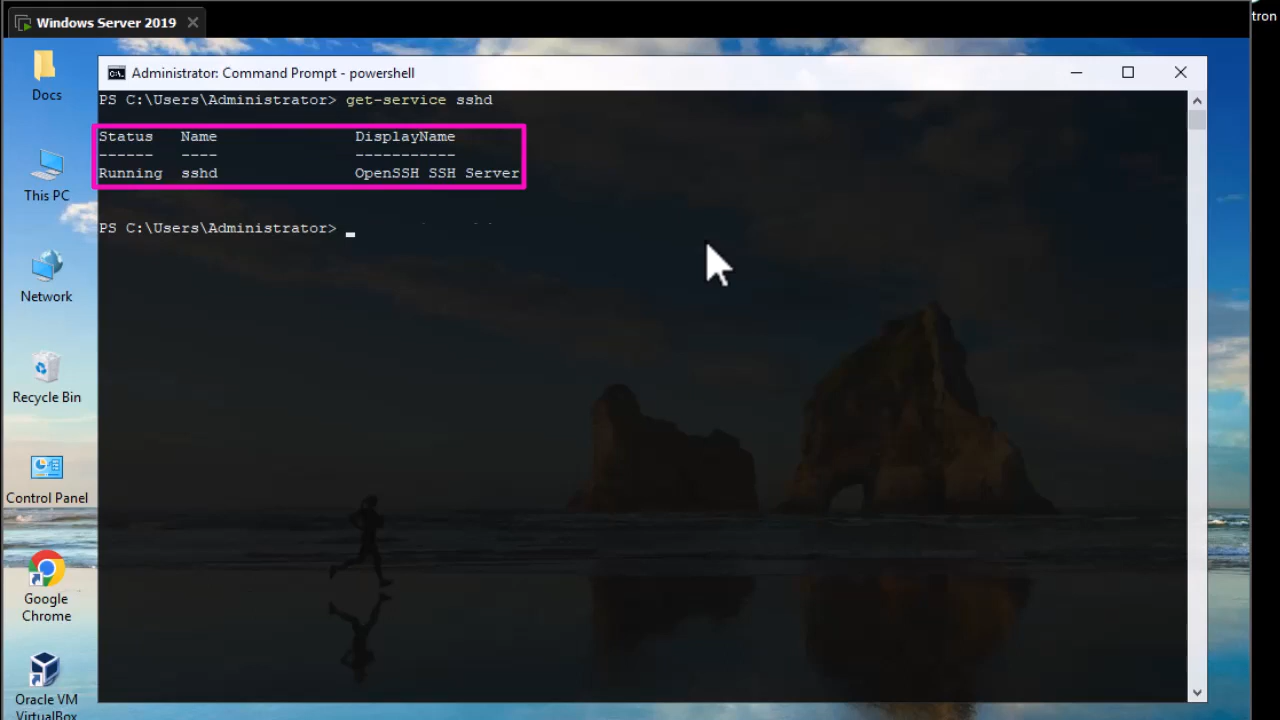 tron
Windows Server 2019
Docs
This PC
Network
Recycle Bin
Control Panel
Google
Chrome
Oracle VM
VirtualBox
Administrator: Command Prompt - powershell
PS C:\Users\Administrator> get-service sshd
Status   Name               DisplayName
------   ----               -----------
Running  sshd               OpenSSH SSH Server
PS C:\Users\Administrator>